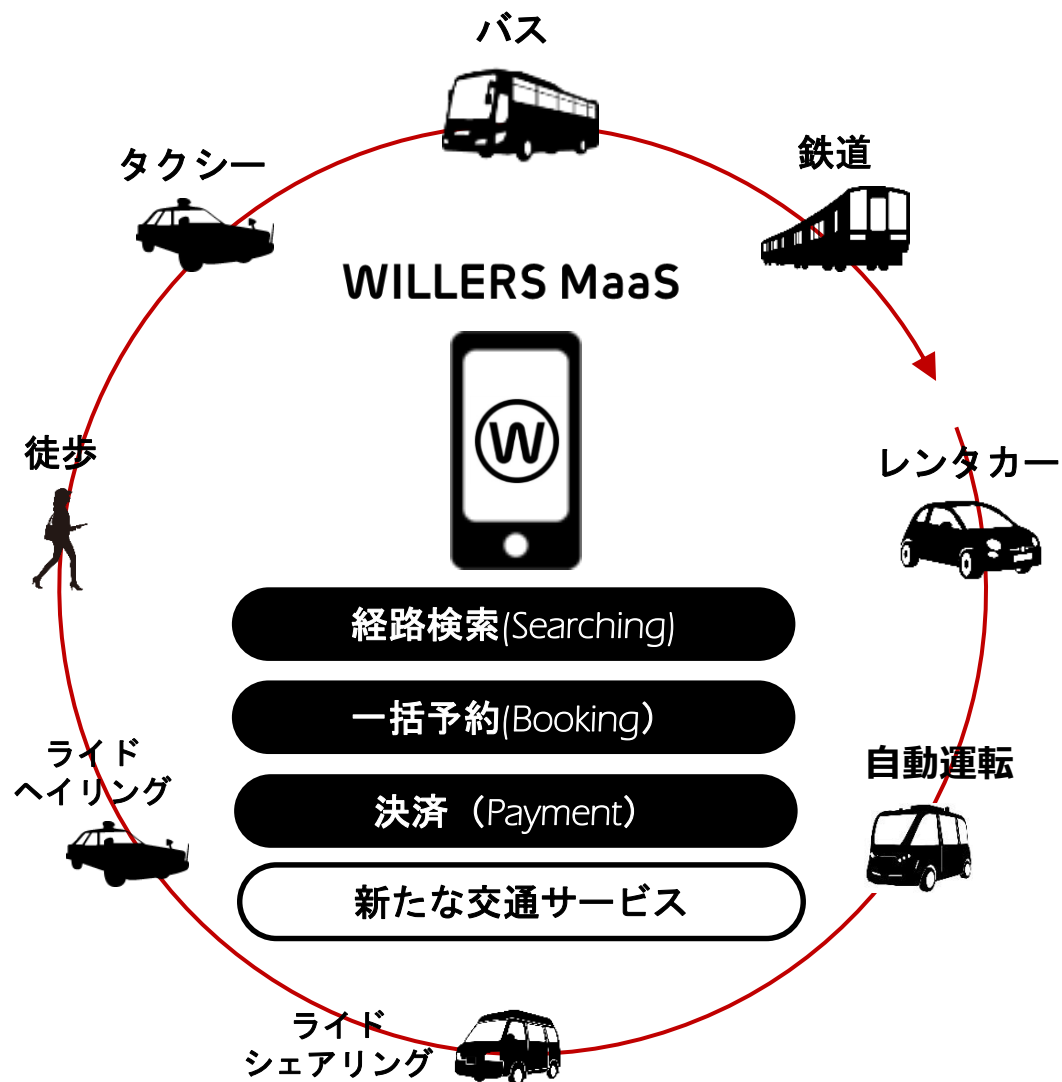 バス
タクシー
鉄道
WILLERS MaaS
W
徒歩
レンタカー
経路検索(Searching)
一括予約(Booking）
ライド
ヘイリング
自動運転
決済（Payment）
新たな交通サービス
ライド
シェアリング